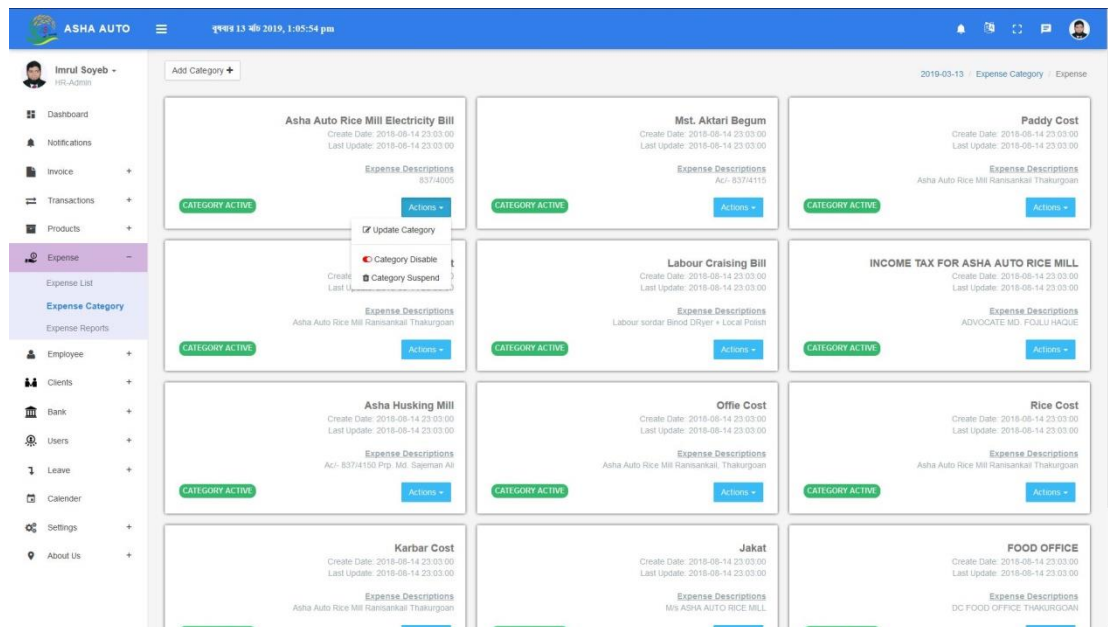 ASHA AUTO
বুধবার 13 মার্চ 2019, 1:05:54 pm
Imrul Soyeb
HR-Admin
Add Category +
2019-03-13 / Expense Category / Expense
Dashboard
Notifications
Invoice +
Transactions +
Products +
Expense −
Expense List
Expense Category
Expense Reports
Employee +
Clients +
Bank +
Users +
Leave +
Calender
Settings +
About Us +
Asha Auto Rice Mill Electricity Bill
Create Date: 2018-08-14 23:03:00
Last Update: 2018-08-14 23:03:00
Expense Descriptions
837/4005
CATEGORY ACTIVE
Actions
Update Category
Category Disable
Category Suspend
Mst. Aktari Begum
Create Date: 2018-08-14 23:03:00
Last Update: 2018-08-14 23:03:00
Expense Descriptions
Ac/- 837/4115
CATEGORY ACTIVE
Actions
Paddy Cost
Create Date: 2018-08-14 23:03:00
Last Update: 2018-08-14 23:03:00
Expense Descriptions
Asha Auto Rice Mill Ranisankail Thakurgoan
CATEGORY ACTIVE
Actions
Expense Descriptions
Asha Auto Rice Mill Ranisankail Thakurgoan
CATEGORY ACTIVE
Actions
Labour Craising Bill
Create Date: 2018-08-14 23:03:00
Last Update: 2018-08-14 23:03:00
Expense Descriptions
Labour sordar Binod DRyer + Local Polish
CATEGORY ACTIVE
Actions
INCOME TAX FOR ASHA AUTO RICE MILL
Create Date: 2018-08-14 23:03:00
Last Update: 2018-08-14 23:03:00
Expense Descriptions
ADVOCATE MD. FOJLU HAQUE
CATEGORY ACTIVE
Actions
Asha Husking Mill
Create Date: 2018-08-14 23:03:00
Last Update: 2018-08-14 23:03:00
Expense Descriptions
Ac/- 837/4150 Prp. Md. Sajeman Ali
CATEGORY ACTIVE
Actions
Offie Cost
Create Date: 2018-08-14 23:03:00
Last Update: 2018-08-14 23:03:00
Expense Descriptions
Asha Auto Rice Mill Ranisankail, Thakurgoan
CATEGORY ACTIVE
Actions
Rice Cost
Create Date: 2018-08-14 23:03:00
Last Update: 2018-08-14 23:03:00
Expense Descriptions
Asha Auto Rice Mill Ranisankail Thakurgoan
CATEGORY ACTIVE
Actions
Karbar Cost
Create Date: 2018-08-14 23:03:00
Last Update: 2018-08-14 23:03:00
Expense Descriptions
Asha Auto Rice Mill Ranisankail Thakurgoan
Jakat
Create Date: 2018-08-14 23:03:00
Last Update: 2018-08-14 23:03:00
Expense Descriptions
M/s ASHA AUTO RICE MILL
FOOD OFFICE
Create Date: 2018-08-14 23:03:00
Last Update: 2018-08-14 23:03:00
Expense Descriptions
DC FOOD OFFICE THAKURGOAN